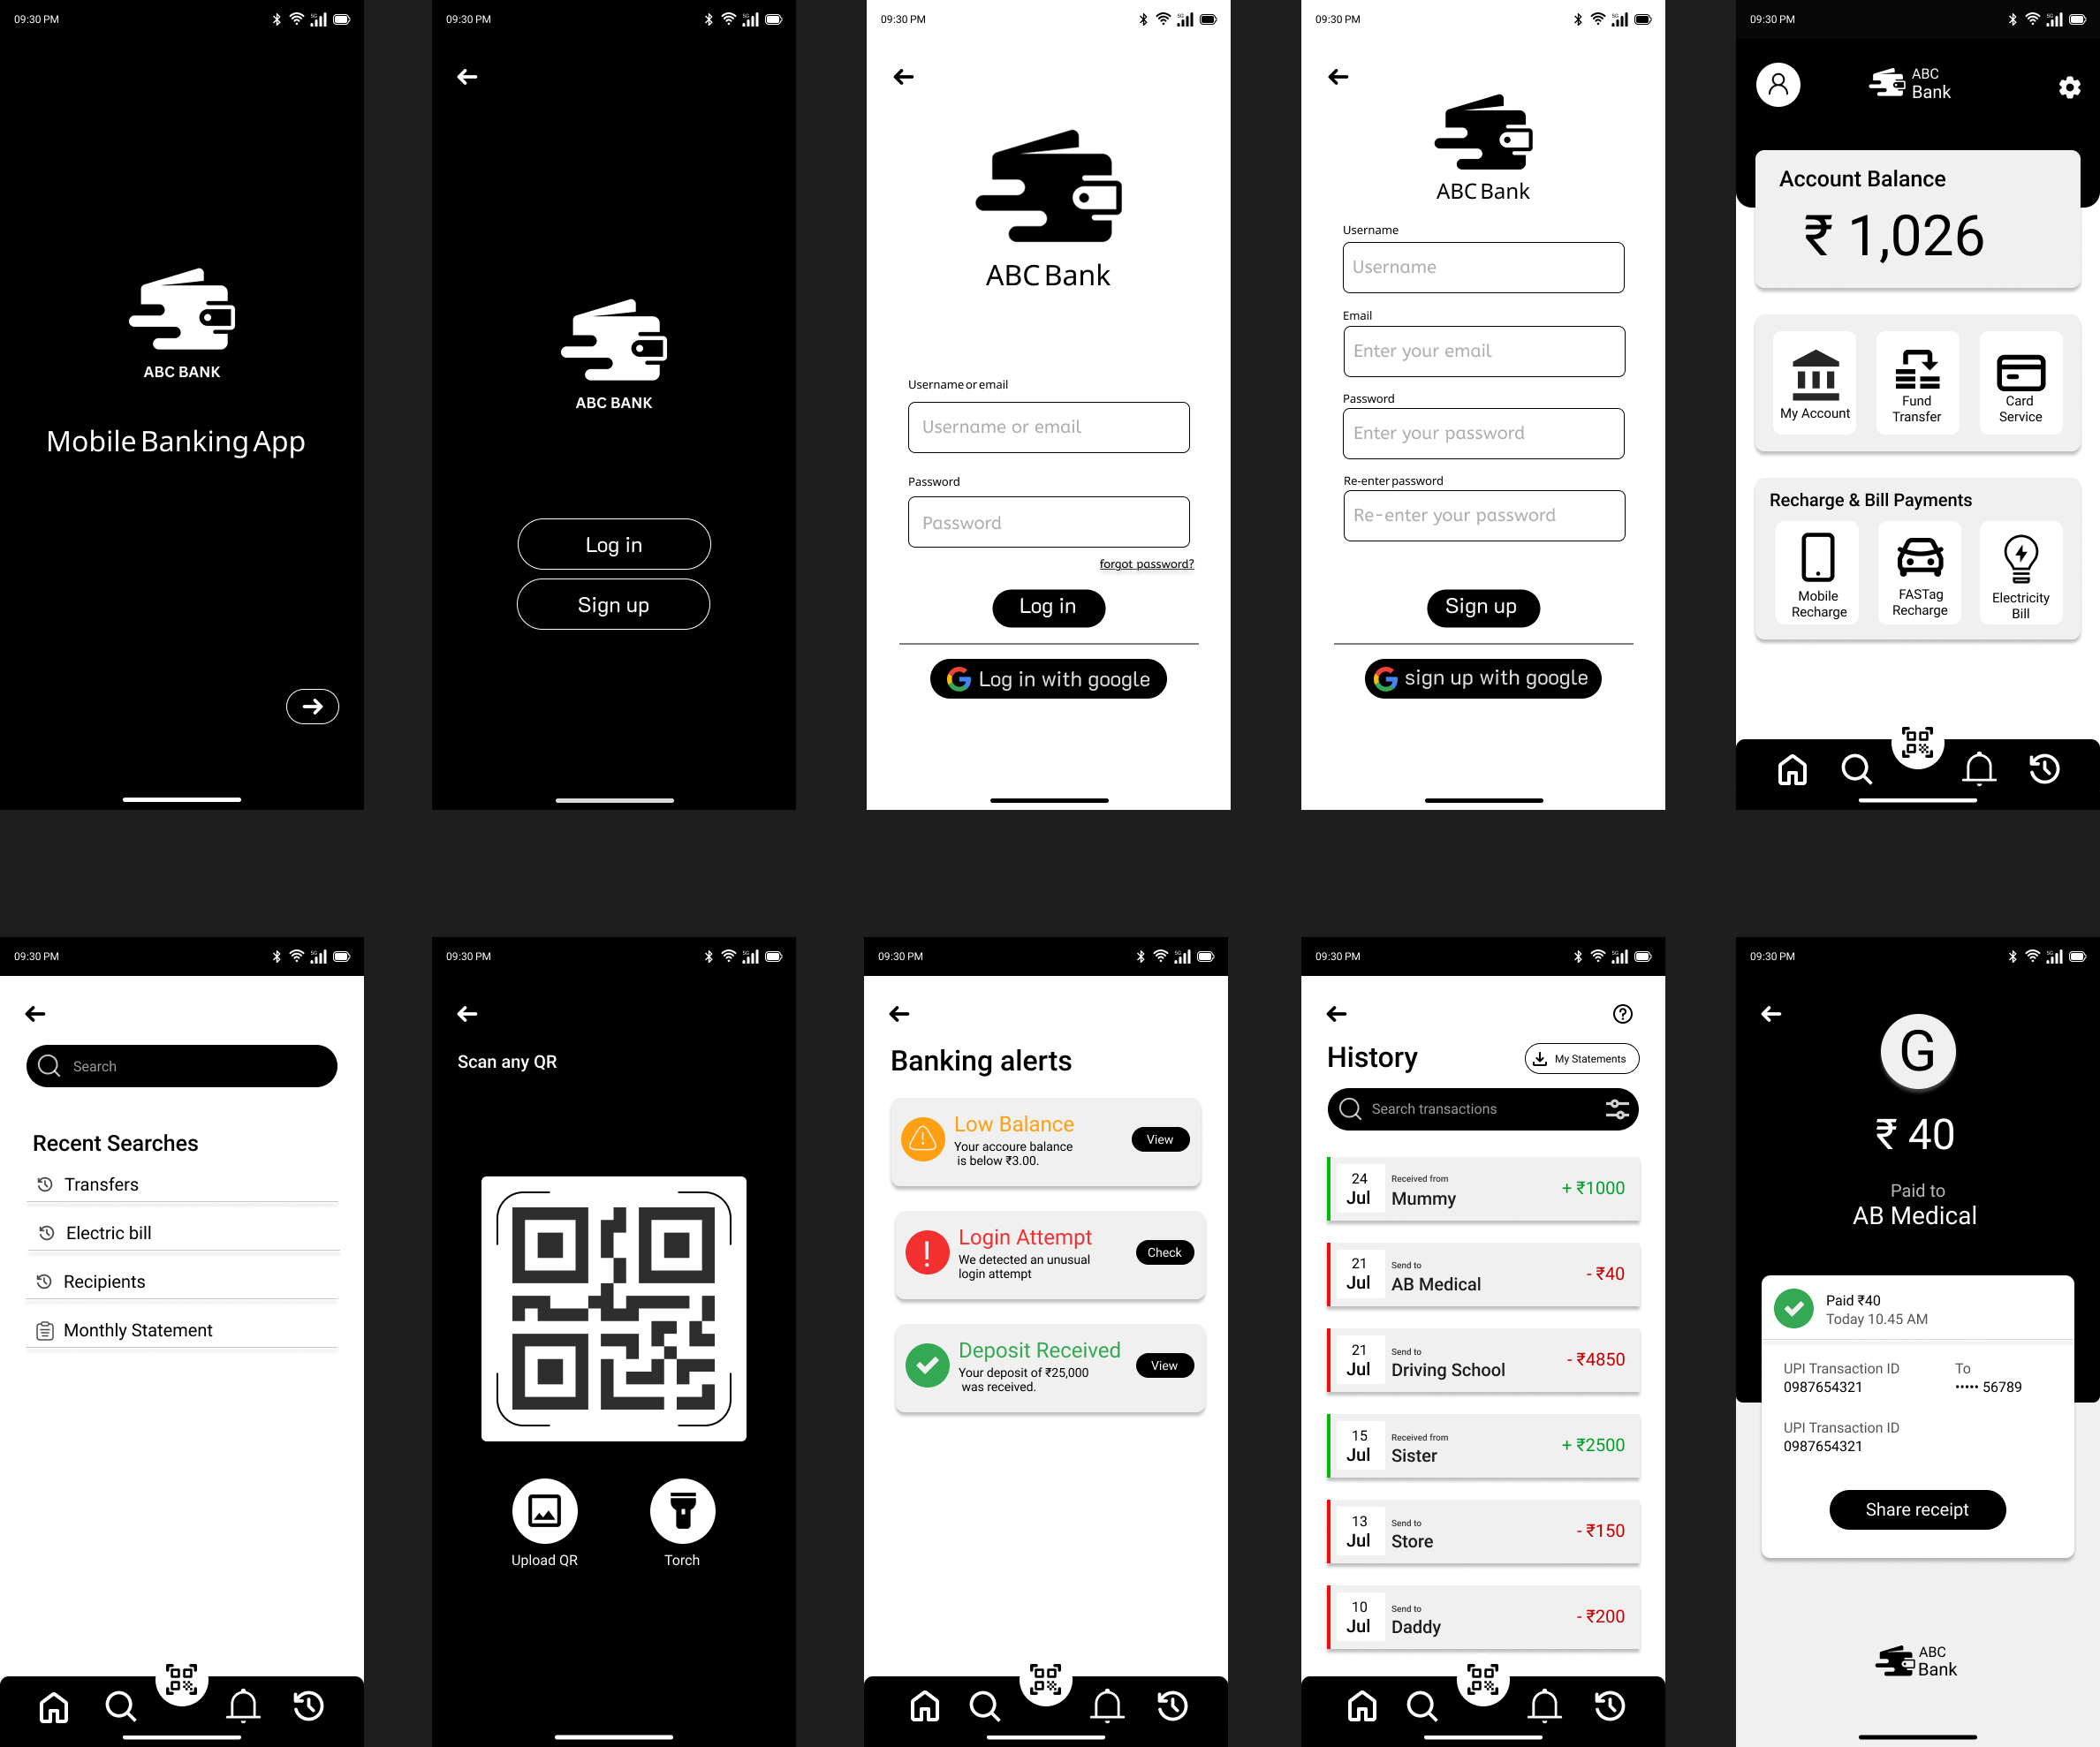 09:30 PM
ABC BANK
Mobile Banking App
09:30 PM
ABC BANK
Log in
Sign up
09:30 PM
ABC Bank
Username or email
Username or email
Password
Password
forgot password?
Log in
Log in with google
09:30 PM
ABC Bank
Username
Username
Email
Enter your email
Password
Enter your password
Re-enter password
Re-enter your password
Sign up
sign up with google
09:30 PM
ABC
Bank
Account Balance
₹ 1,026
My Account
Fund
Transfer
Card
Service
Recharge & Bill Payments
Mobile
Recharge
FASTag
Recharge
Electricity
Bill
09:30 PM
Search
Recent Searches
Transfers
Electric bill
Recipients
Monthly Statement
09:30 PM
Scan any QR
Upload QR
Torch
09:30 PM
Banking alerts
Low Balance
Your accoure balance
is below ₹3.00.
View
Login Attempt
We detected an unusual
login attempt
Check
Deposit Received
Your deposit of ₹25,000
was received.
View
09:30 PM
History
My Statements
Search transactions
24
Jul
Received from
Mummy
+ ₹1000
21
Jul
Send to
AB Medical
- ₹40
21
Jul
Send to
Driving School
- ₹4850
15
Jul
Received from
Sister
+ ₹2500
13
Jul
Send to
Store
- ₹150
10
Jul
Send to
Daddy
- ₹200
09:30 PM
G
₹ 40
Paid to
AB Medical
Paid ₹40
Today 10.45 AM
UPI Transaction ID
0987654321
To
••••• 56789
UPI Transaction ID
0987654321
Share receipt
ABC
Bank